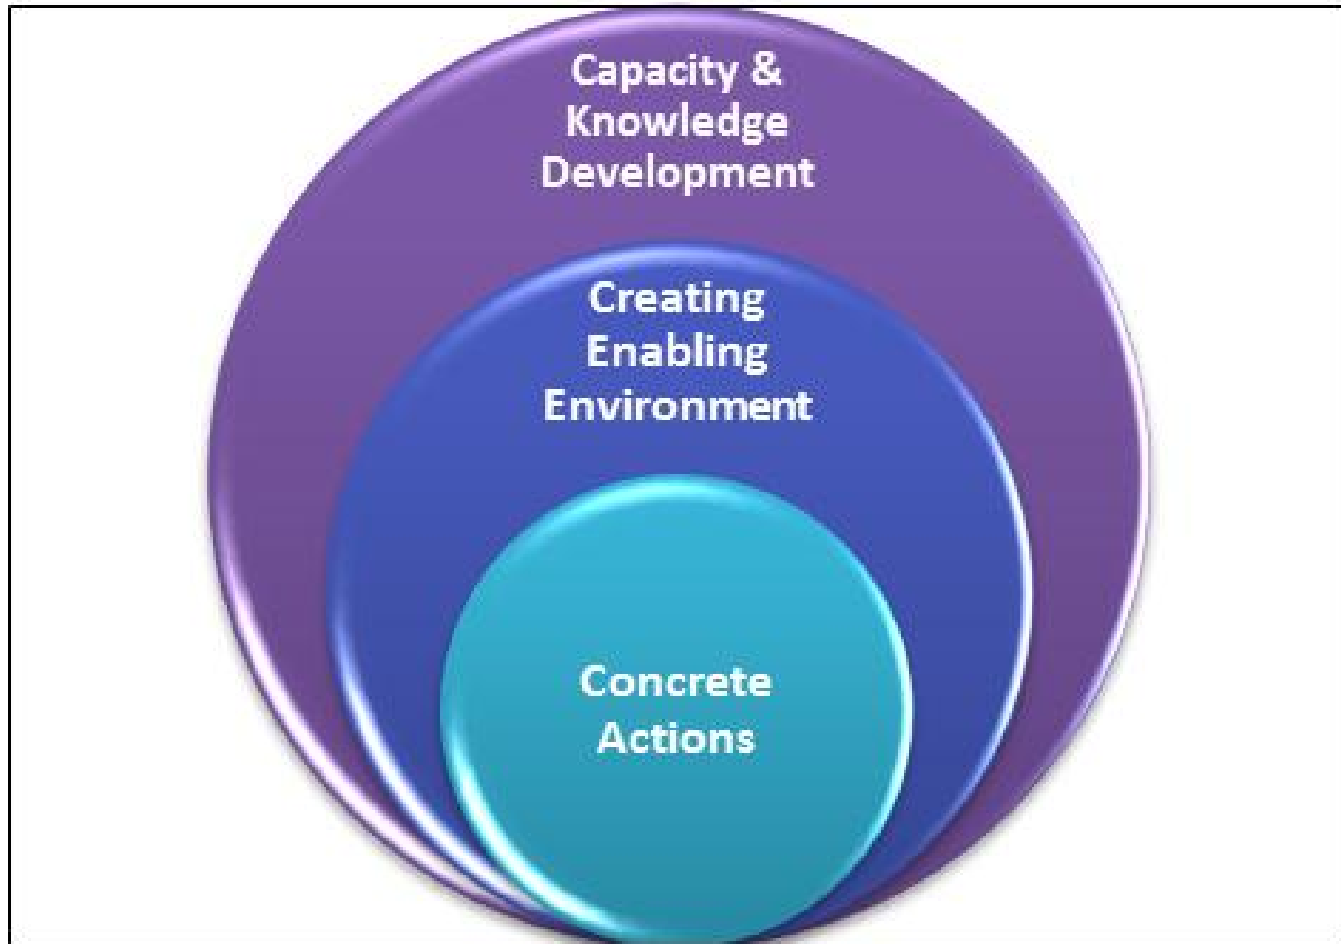 Capacity &
Knowledge
Development
Creating
Enabling
Environment
Concrete
Actions